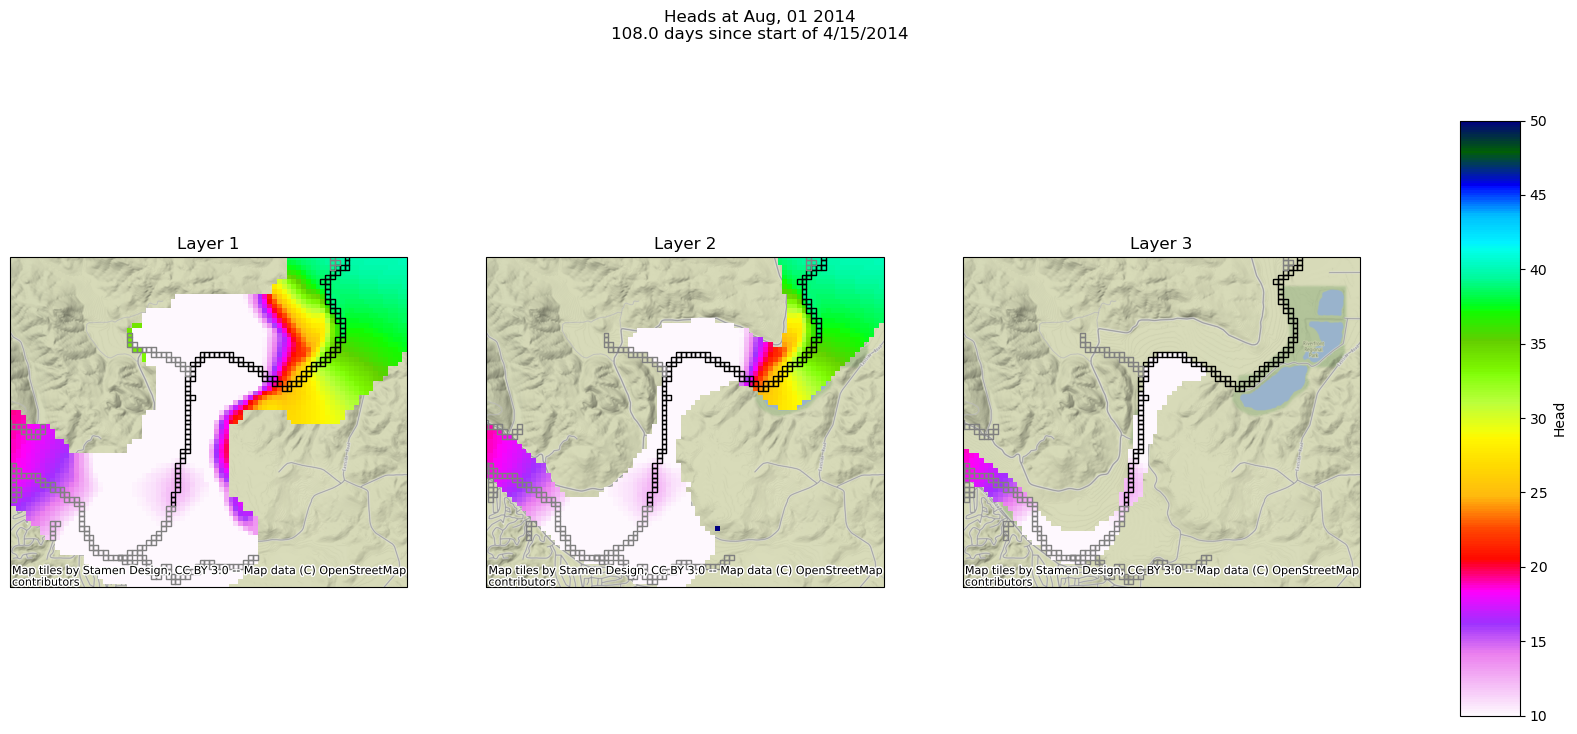 Heads at Aug, 01 2014
108.0 days since start of 4/15/2014
Layer 1
Layer 2
Layer 3
Map tiles by Stamen Design, CC BY 3.0 -- Map data (C) OpenStreetMap
contributors
Map tiles by Stamen Design, CC BY 3.0 -- Map data (C) OpenStreetMap
contributors
Map tiles by Stamen Design, CC BY 3.0 -- Map data (C) OpenStreetMap
contributors
50
45
40
35
30
25
20
15
10
Head